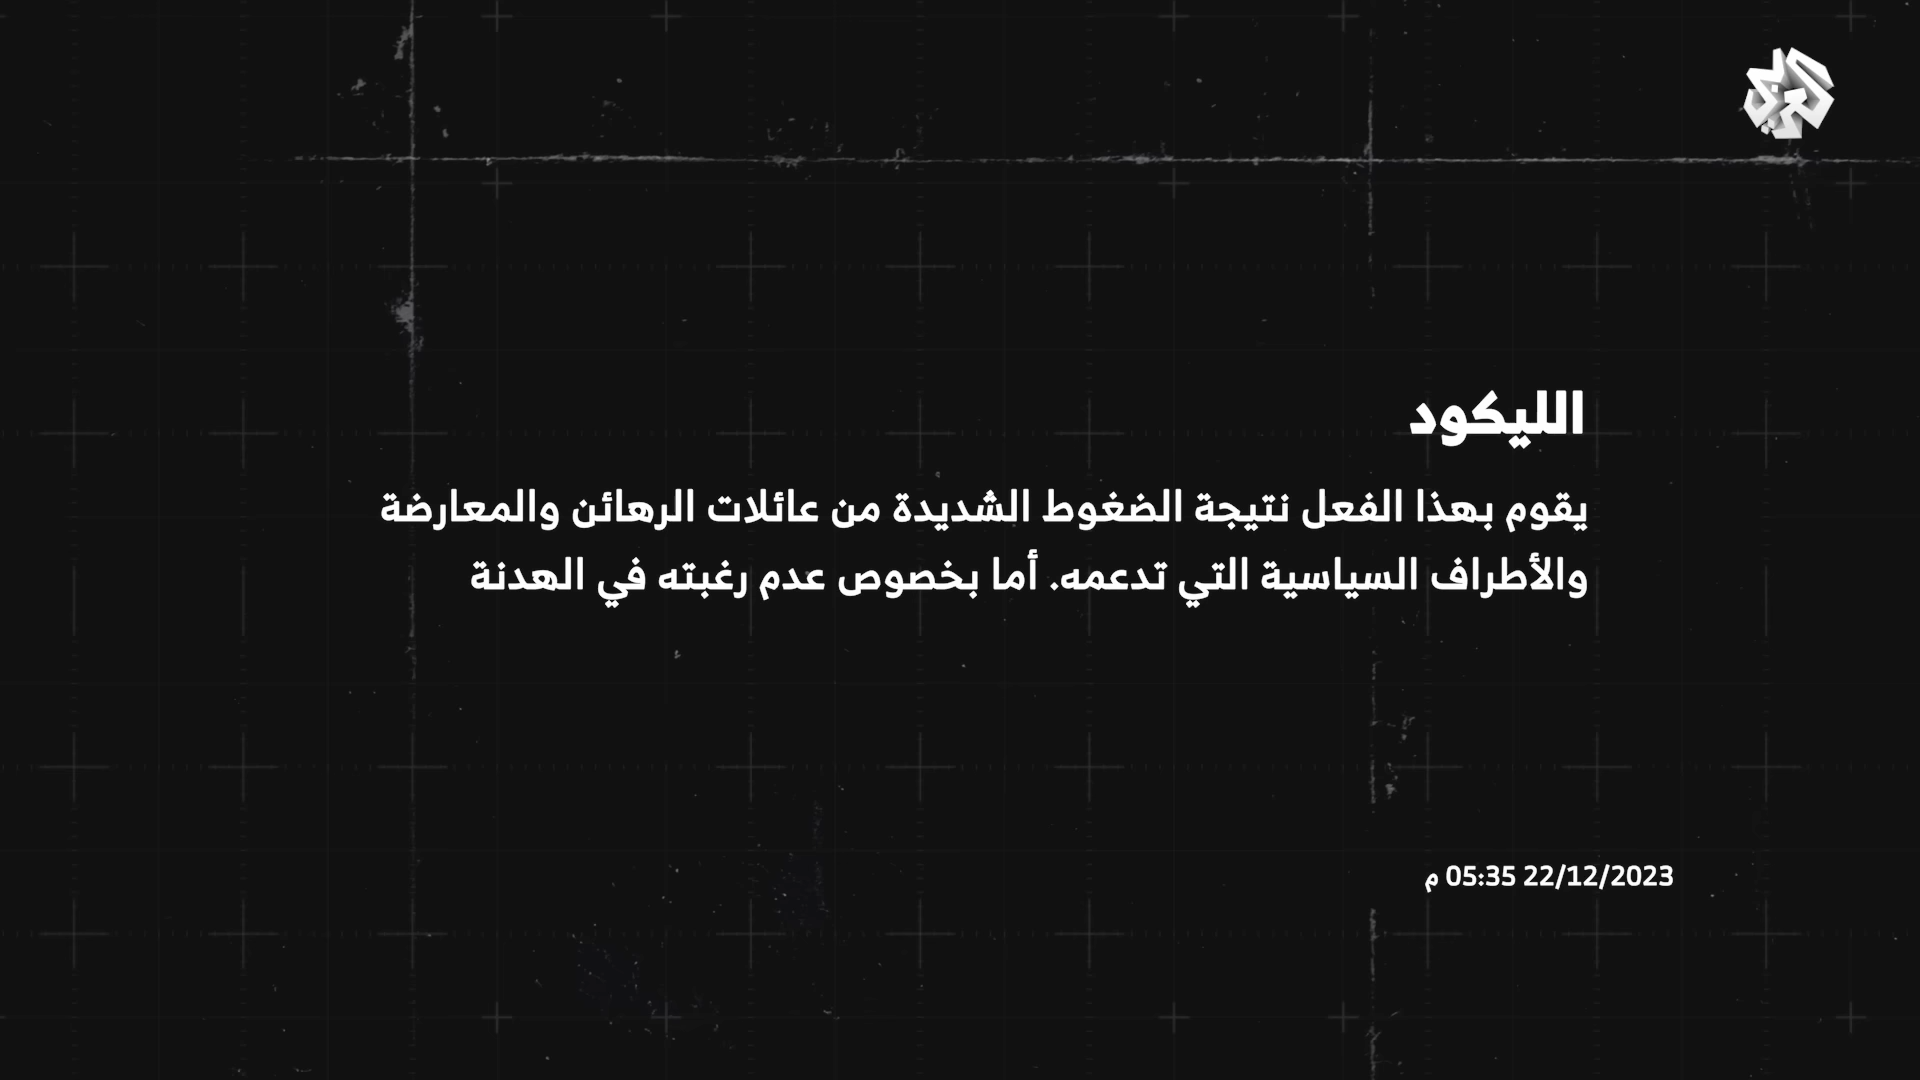 العربي
الليكود
يقوم بهذا الفعل نتيجة الضغوط الشديدة من عائلات الرهائن والمعارضة
والأطراف السياسية التي تدعمه. أما بخصوص عدم رغبته في الهدنة
22/12/2023 05:35 م